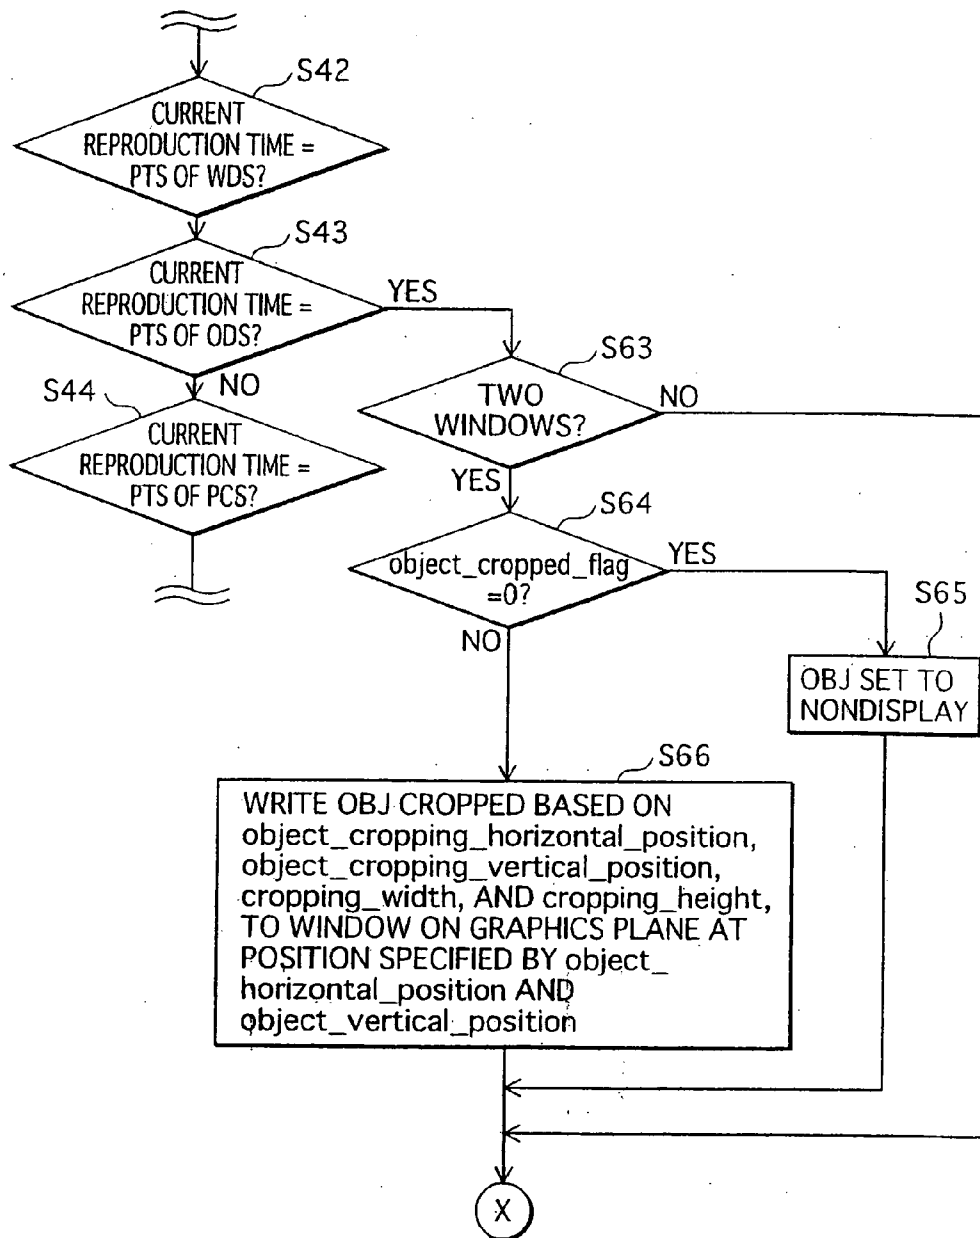 S42
CURRENT
REPRODUCTION TIME =
PTS OF WDS?
S43
CURRENT
REPRODUCTION TIME =
PTS OF ODS?
YES
NO
S44
CURRENT
REPRODUCTION TIME =
PTS OF PCS?
S63
TWO
WINDOWS?
NO
YES
S64
object_cropped_flag
=0?
YES
NO
S65
OBJ SET TO
NONDISPLAY
S66
WRITE OBJ CROPPED BASED ON
object_cropping_horizontal_position,
object_cropping_vertical_position,
cropping_width, AND cropping_height,
TO WINDOW ON GRAPHICS PLANE AT
POSITION SPECIFIED BY object_
horizontal_position AND
object_vertical_position
X